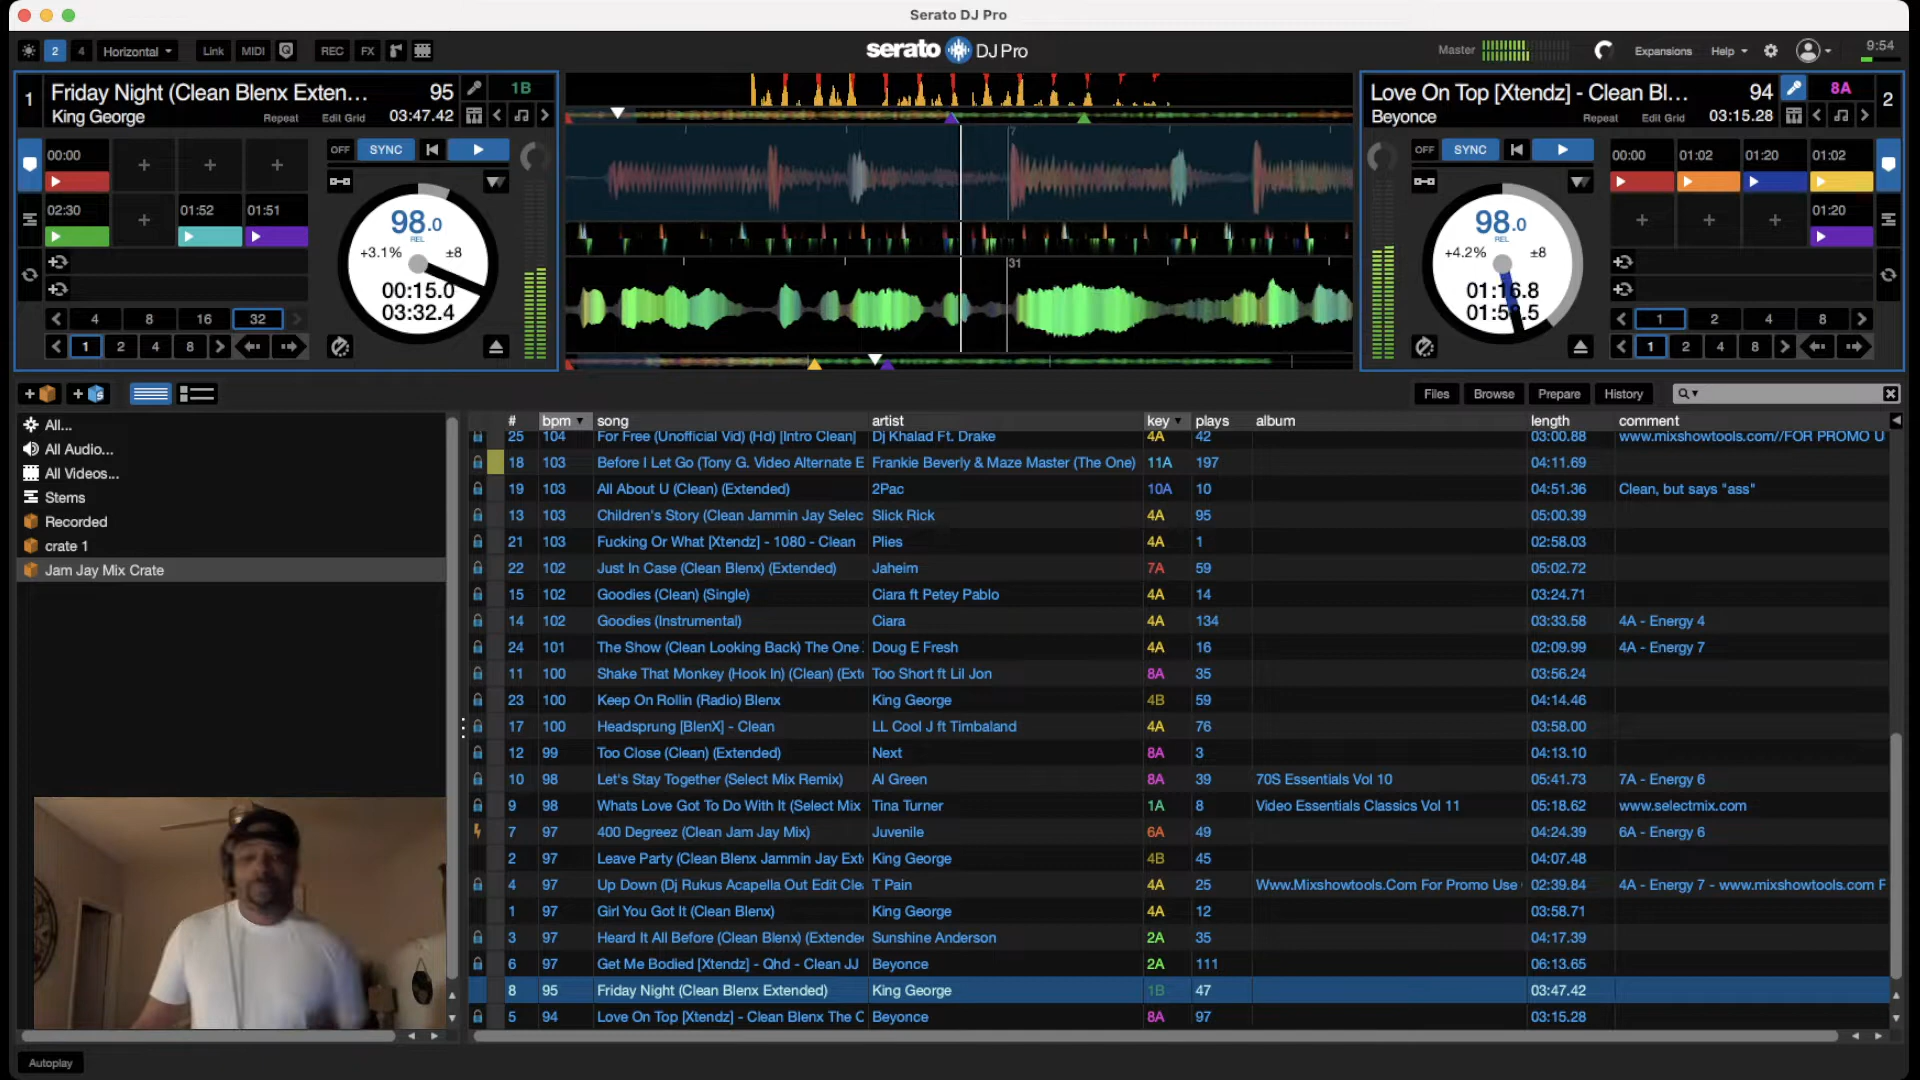 Serato DJ Pro
2 4 Horizontal Link MIDI REC FX
serato DJ Pro
Master Expansions Help 9:54
1 Friday Night (Clean Blenx Exten... 95 1B
King George Repeat Edit Grid 03:47.42
00:00
02:30 01:52 01:51
OFF SYNC
98.0
REL
+3.1% ±8
00:15.0
03:32.4
4 8 16 32
1 2 4 8
7
31
Love On Top [Xtendz] - Clean Bl... 94 8A 2
Beyonce Repeat Edit Grid 03:15.28
OFF SYNC
98.0
REL
+4.2% ±8
01:16.8
00:00 01:02 01:20 01:02
01:20
1 2 4 8
1 2 4 8
Files Browse Prepare History
All...
All Audio...
All Videos...
Stems
Recorded
crate 1
Jam Jay Mix Crate
# bpm song artist key plays album length comment
25 104 For Free (Unofficial Vid) (Hd) [Intro Clean] Dj Khalad Ft. Drake 4A 42 03:00.88 www.mixshowtools.com//FOR PROMO U
18 103 Before I Let Go (Tony G. Video Alternate E Frankie Beverly & Maze Master (The One) 11A 197 04:11.69
19 103 All About U (Clean) (Extended) 2Pac 10A 10 04:51.36 Clean, but says "ass"
13 103 Children's Story (Clean Jammin Jay Selec Slick Rick 4A 95 05:00.39
21 103 Fucking Or What [Xtendz] - 1080 - Clean Plies 4A 1 02:58.03
22 102 Just In Case (Clean Blenx) (Extended) Jaheim 7A 59 05:02.72
15 102 Goodies (Clean) (Single) Ciara ft Petey Pablo 4A 14 03:24.71
14 102 Goodies (Instrumental) Ciara 4A 134 03:33.58 4A - Energy 4
24 101 The Show (Clean Looking Back) The One Doug E Fresh 4A 16 02:09.99 4A - Energy 7
11 100 Shake That Monkey (Hook In) (Clean) (Exte Too Short ft Lil Jon 8A 35 03:56.24
23 100 Keep On Rollin (Radio) Blenx King George 4B 59 04:14.46
17 100 Headsprung [BlenX] - Clean LL Cool J ft Timbaland 4A 76 03:58.00
12 99 Too Close (Clean) (Extended) Next 8A 3 04:13.10
10 98 Let's Stay Together (Select Mix Remix) Al Green 8A 39 70S Essentials Vol 10 05:41.73 7A - Energy 6
9 98 Whats Love Got To Do With It (Select Mix Tina Turner 1A 8 Video Essentials Classics Vol 11 05:18.62 www.selectmix.com
7 97 400 Degreez (Clean Jam Jay Mix) Juvenile 6A 49 04:24.39 6A - Energy 6
2 97 Leave Party (Clean Blenx Jammin Jay Ext King George 4B 45 04:07.48
4 97 Up Down (Dj Rukus Acapella Out Edit Cle T Pain 4A 25 Www.Mixshowtools.Com For Promo Use 02:39.84 4A - Energy 7 - www.mixshowtools.com F
1 97 Girl You Got It (Clean Blenx) King George 4A 12 03:58.71
3 97 Heard It All Before (Clean Blenx) (Extende Sunshine Anderson 2A 35 04:17.39
6 97 Get Me Bodied [Xtendz] - Qhd - Clean JJ Beyonce 2A 111 06:13.65
8 95 Friday Night (Clean Blenx Extended) King George 1B 47 03:47.42
5 94 Love On Top [Xtendz] - Clean Blenx The C Beyonce 8A 97 03:15.28
Autoplay